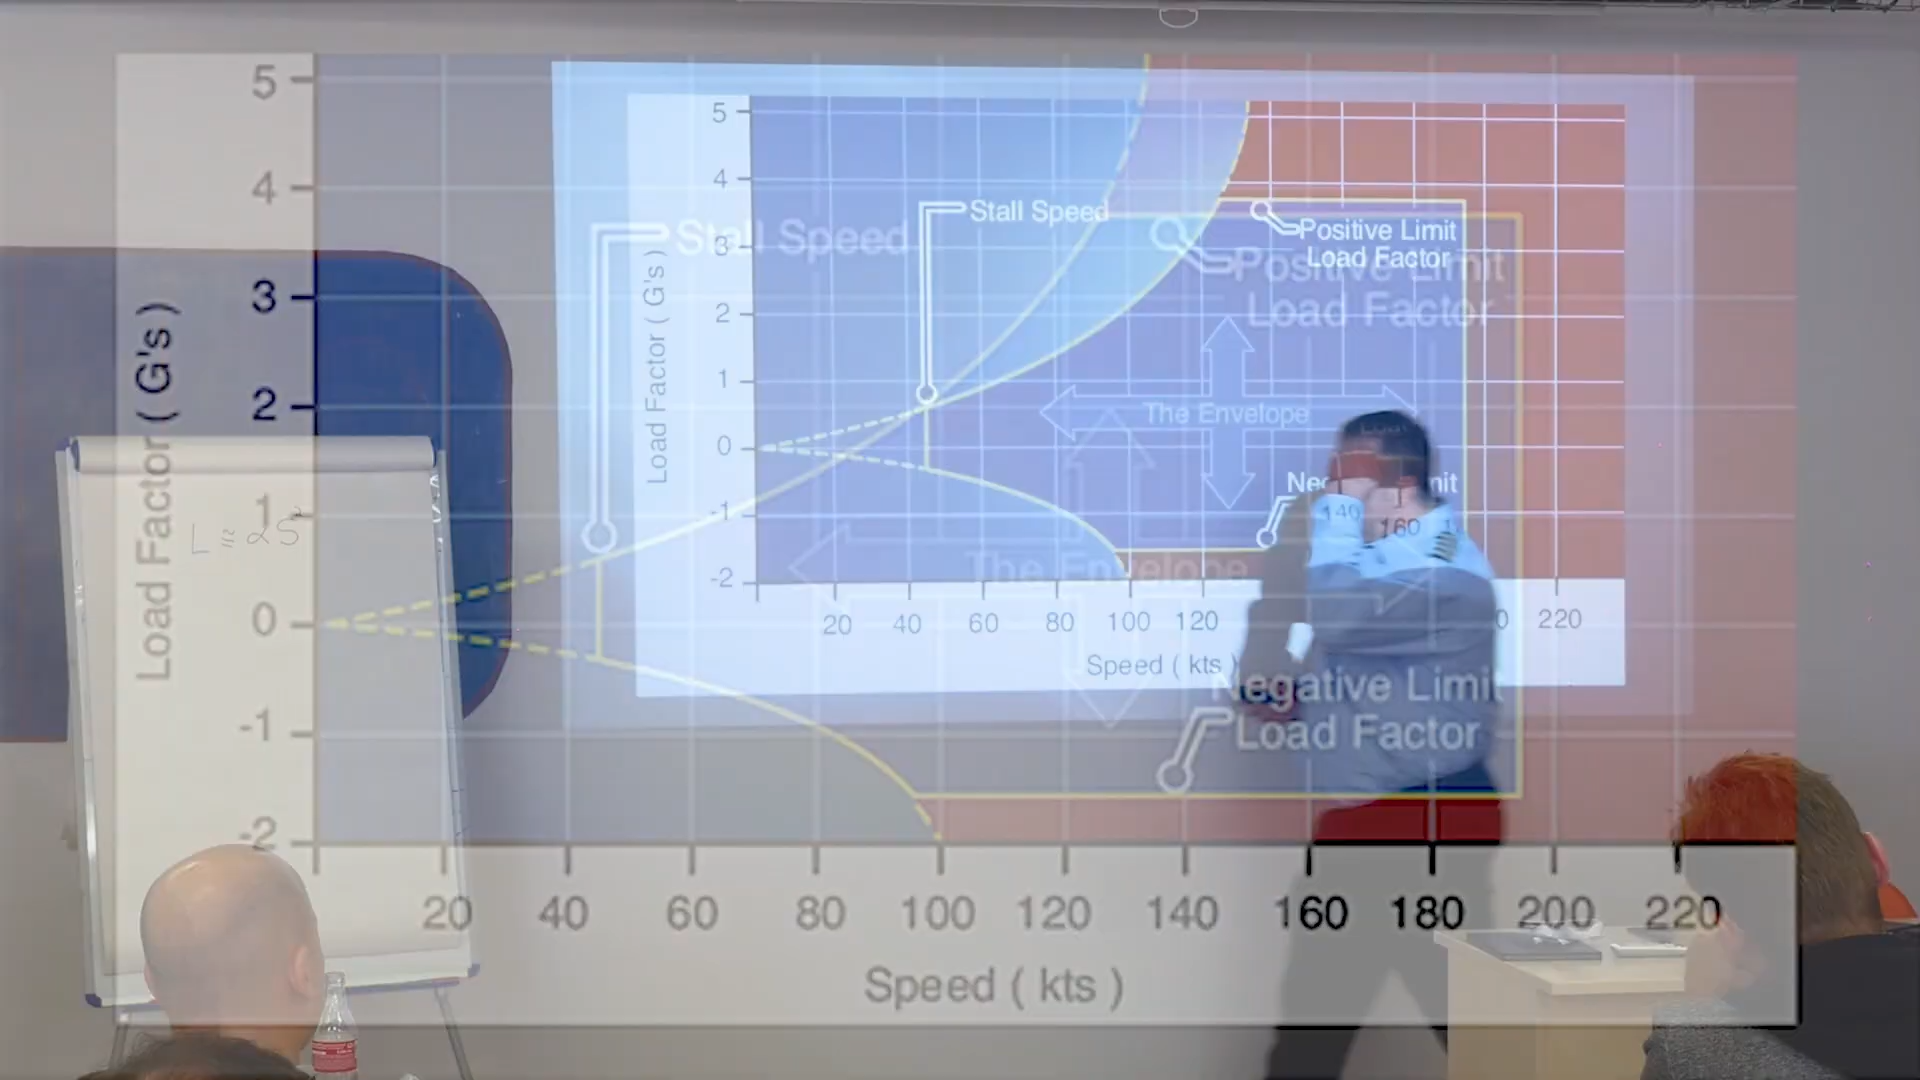 5
4
3
2
1
0
-1
-2
Load Factor ( G's )
Stall Speed
Positive Limit
Load Factor
The Envelope
Negative Limit
Load Factor
20 40 60 80 100 120 140 160 180 200 220
Speed ( kts )
5
4
3
2
1
0
-1
-2
Load Factor ( G's )
Stall Speed
Positive Limit
Load Factor
The Envelope
20 40 60 80 100 120 140 160 220
Speed ( kts )